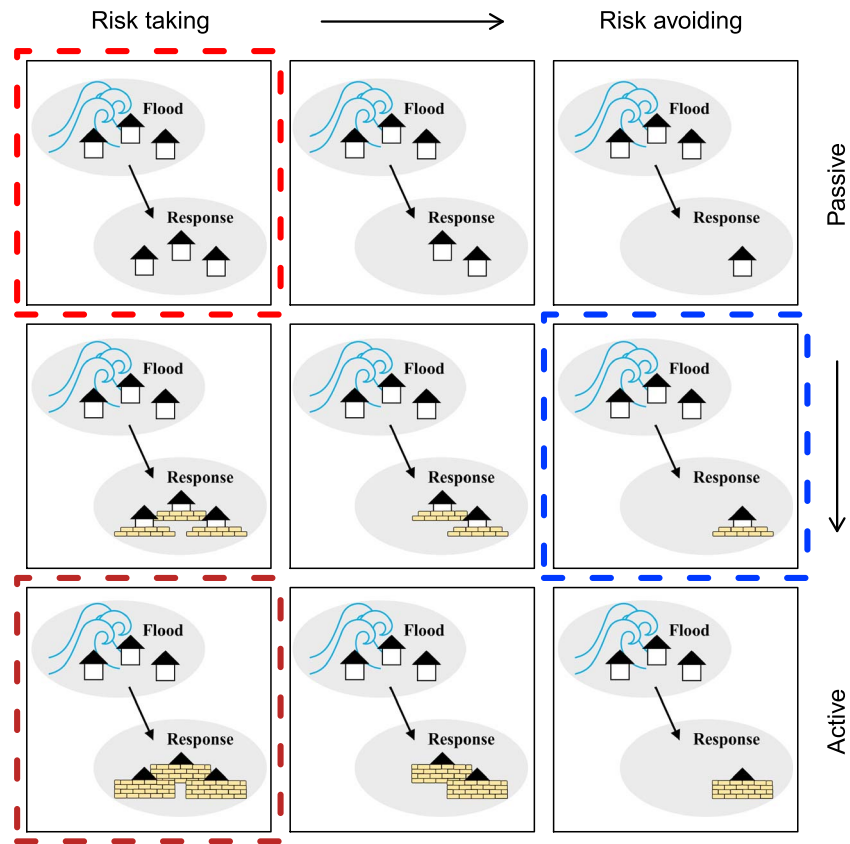 Risk taking
Risk avoiding
Flood
Response
Flood
Response
Flood
Response
Passive
Flood
Response
Flood
Response
Flood
Response
Flood
Response
Flood
Response
Flood
Response
Active